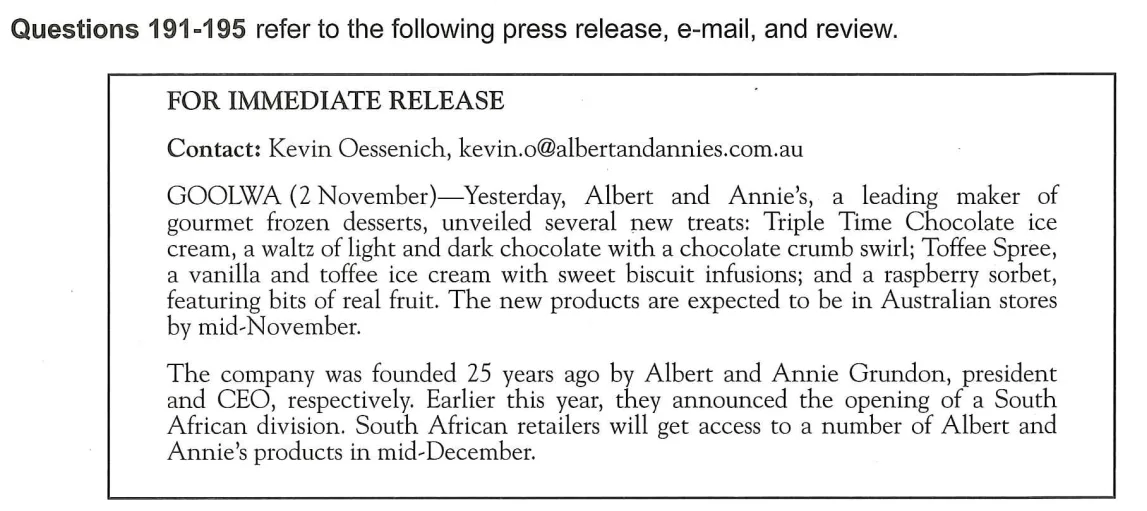 Questions 191-195 refer to the following press release, e-mail, and review.
FOR IMMEDIATE RELEASE
Contact: Kevin Oessenich, kevin.o@albertandannies.com.au
GOOLWA (2 November)—Yesterday, Albert and Annie's, a leading maker of
gourmet frozen desserts, unveiled several new treats: Triple Time Chocolate ice
cream, a waltz of light and dark chocolate with a chocolate crumb swirl; Toffee Spree,
a vanilla and toffee ice cream with sweet biscuit infusions; and a raspberry sorbet,
featuring bits of real fruit. The new products are expected to be in Australian stores
by mid-November.
The company was founded 25 years ago by Albert and Annie Grundon, president
and CEO, respectively. Earlier this year, they announced the opening of a South
African division. South African retailers will get access to a number of Albert and
Annie's products in mid-December.